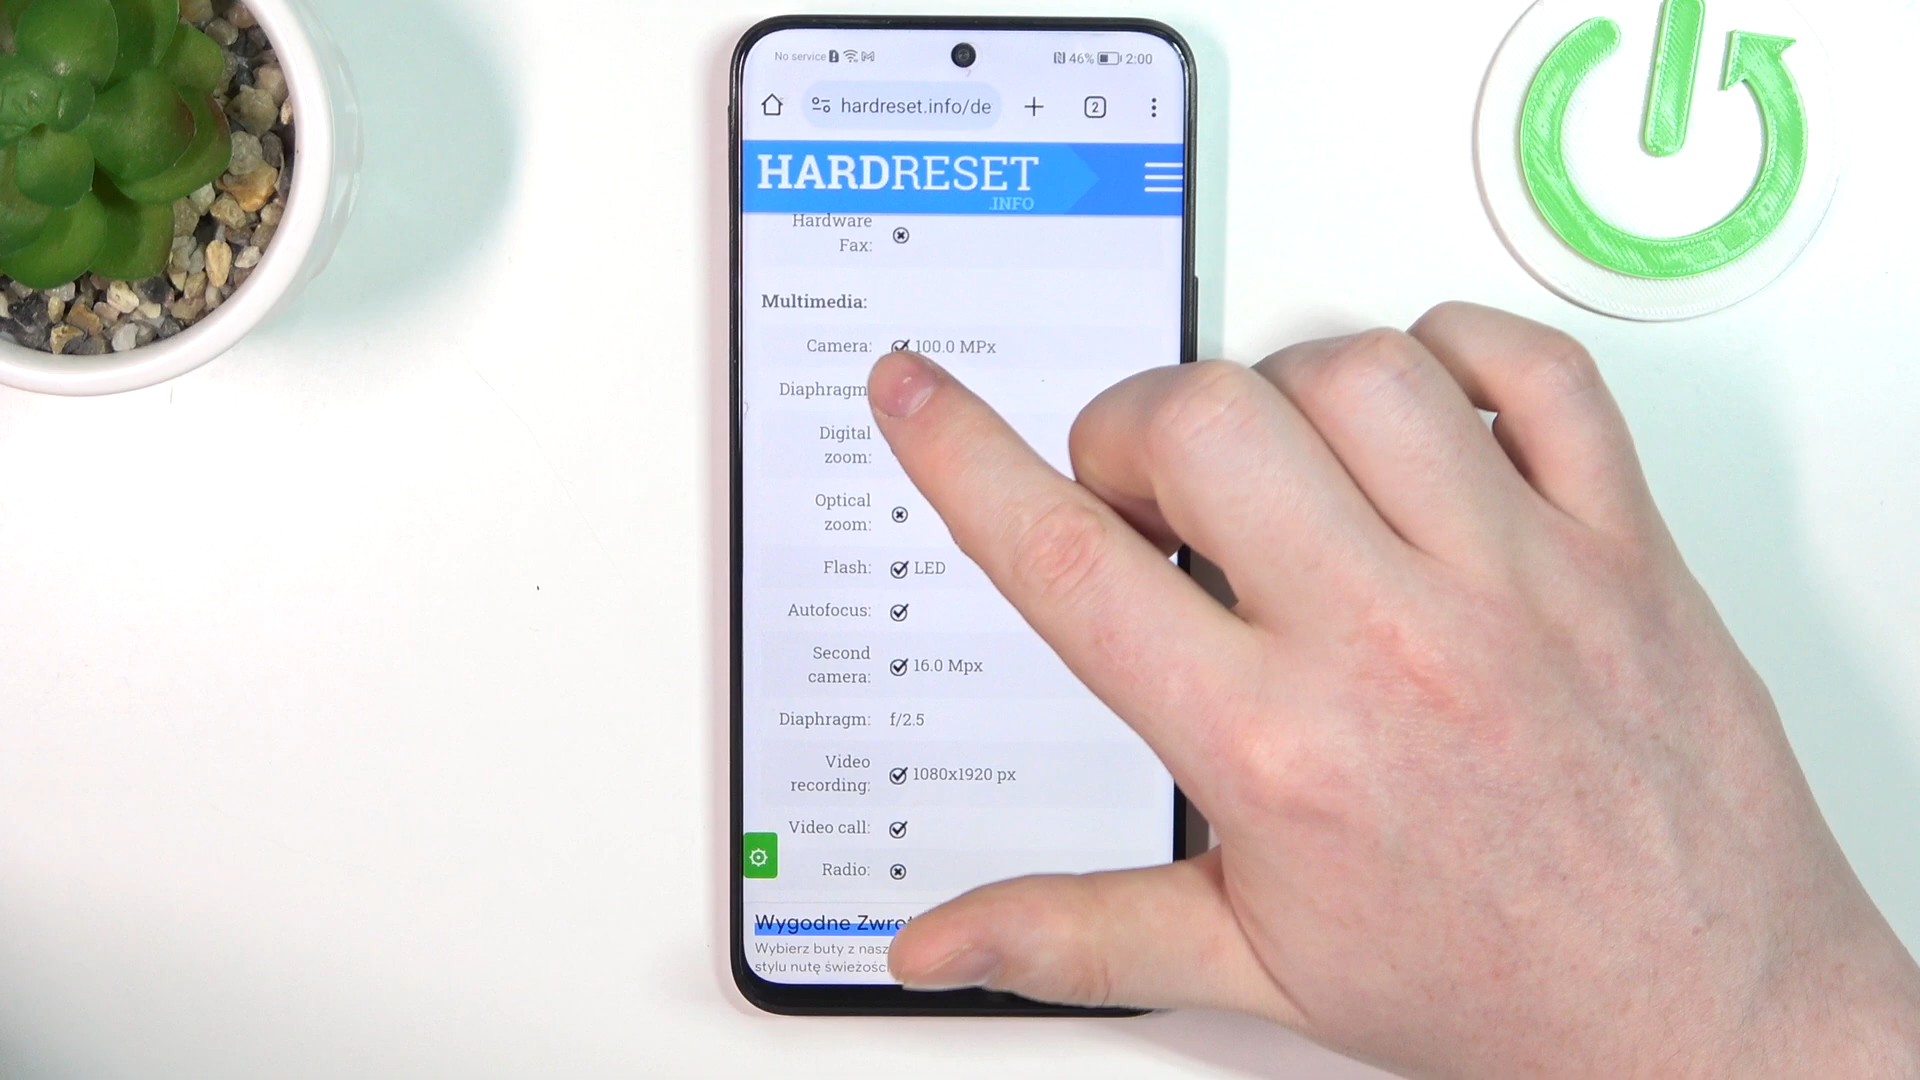 No service 46% 2:00
hardreset.info/de 2
HARDRESET
.INFO
Hardware
Fax:
Multimedia:
Camera: 100.0 MPx
Diaphragm
Digital
zoom:
Optical
zoom:
Flash: LED
Autofocus:
Second
camera: 16.0 Mpx
Diaphragm: f/2.5
Video
recording: 1080x1920 px
Video call:
Radio:
Wygodne Zwrot
Wybierz buty z nasz
stylu nutę świeżośc